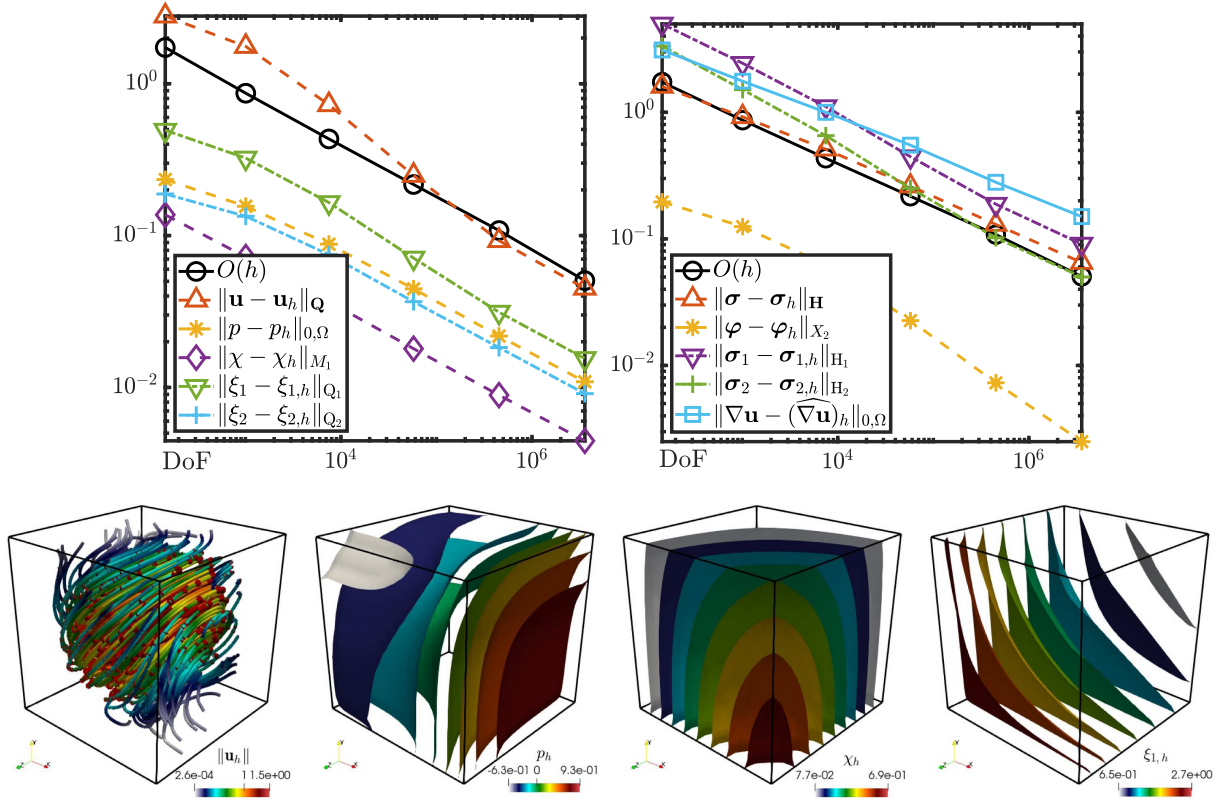 10^0
10^{-1}
10^{-2}
O(h)
‖u − u_h‖_Q
‖p − p_h‖_{0,Ω}
‖χ − χ_h‖_{M_1}
‖ξ_1 − ξ_{1,h}‖_{Q_1}
‖ξ_2 − ξ_{2,h}‖_{Q_2}
DoF 10^4 10^6
10^0
10^{-1}
10^{-2}
O(h)
‖σ − σ_h‖_H
‖φ − φ_h‖_{X_2}
‖σ_1 − σ_{1,h}‖_{H_1}
‖σ_2 − σ_{2,h}‖_{H_2}
‖∇u − (\widehat{∇u})_h‖_{0,Ω}
DoF 10^4 10^6
‖u_h‖
2.6e-04 1.5e+00
p_h
-6.3e-01 0 9.3e-01
χ_h
7.7e-02 6.9e-01
ξ_{1,h}
6.5e-01 2.7e+00